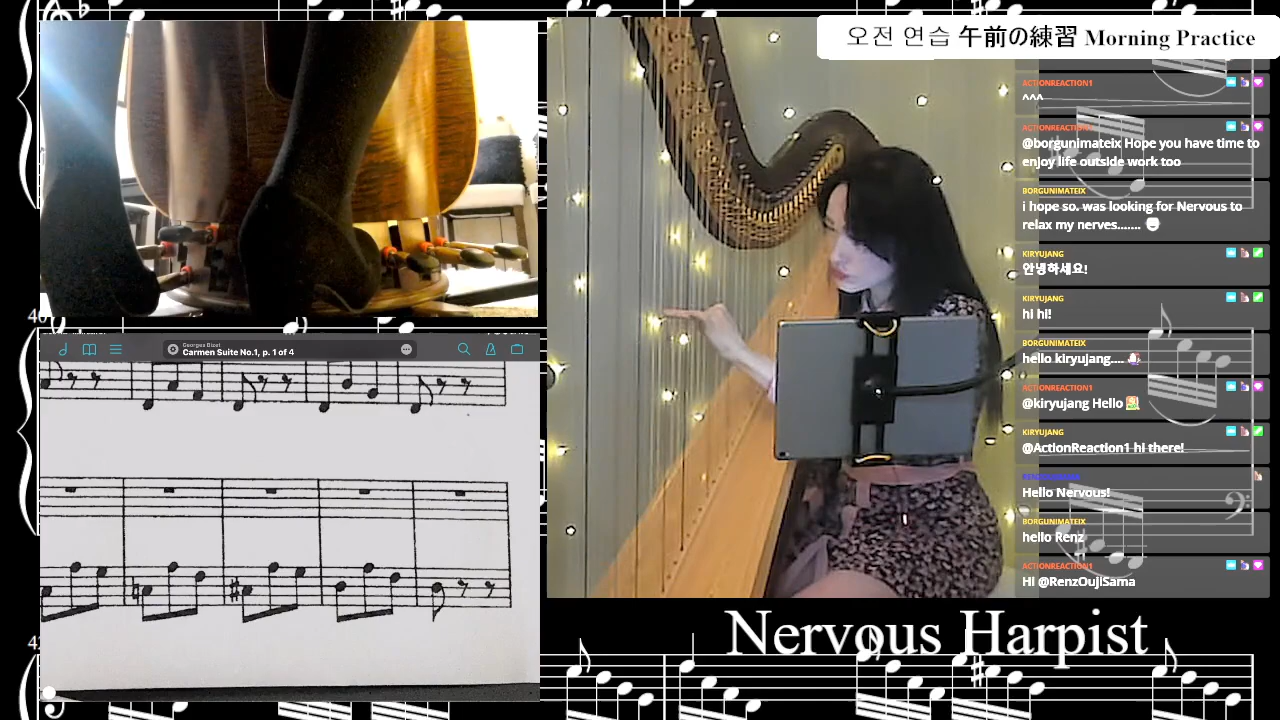 오전 연습 午前の練習 Morning Practice
ACTIONREACTION1
^^^
@borgunimateix Hope you have time to
enjoy life outside work too
BORGUNIMATEIX
i hope so. was looking for Nervous to
relax my nerves.......
KIRYUJANG
안녕하세요!
KIRYUJANG
hi hi!
BORGUNIMATEIX
hello kiryujang....
ACTIONREACTION1
@kiryujang Hello
KIRYUJANG
@ActionReaction1 hi there!
Hello Nervous!
BORGUNIMATEIX
hello Renz
ACTIONREACTION1
Hi @RenzOujiSama
Georges Bizet
Carmen Suite No.1, p. 1 of 4
Nervous Harpist